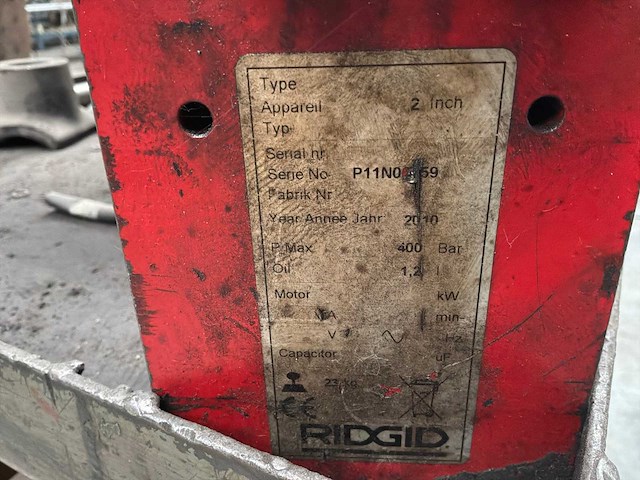 Type
Appareil 2 Inch
Typ
Serial nr.
Serie No
Fabrik Nr
Year Annee Jahr: 2010
P Max 400 Bar
Oil 1,2 l
Motor kW
A min-
V Hz
Capacitor uF
23 kg
CE
RIDGID